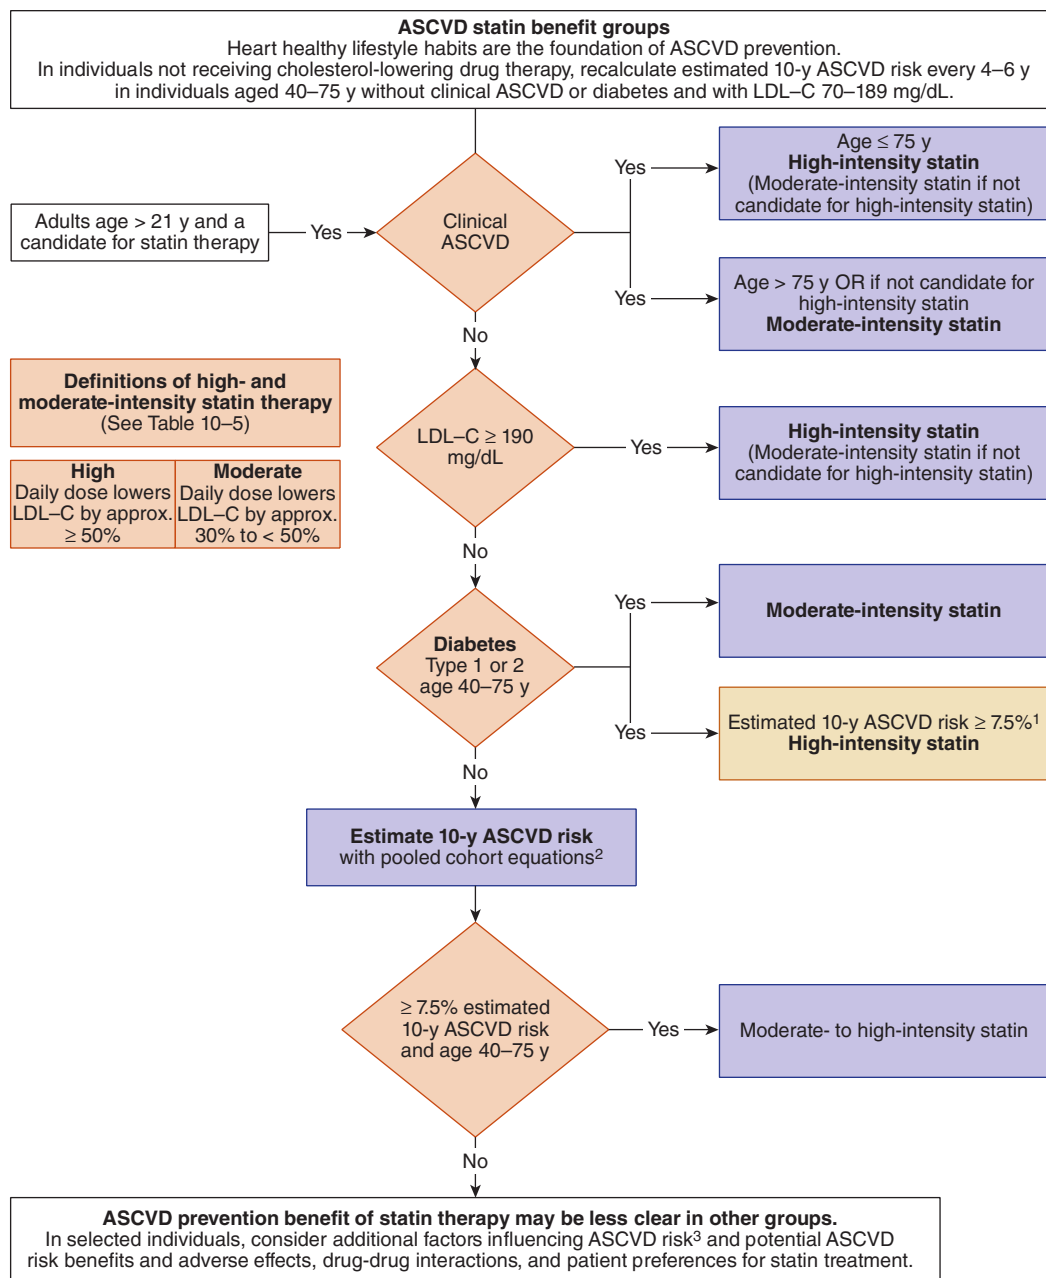 ASCVD statin benefit groups
Heart healthy lifestyle habits are the foundation of ASCVD prevention.
In individuals not receiving cholesterol-lowering drug therapy, recalculate estimated 10-y ASCVD risk every 4–6 y
in individuals aged 40–75 y without clinical ASCVD or diabetes and with LDL–C 70–189 mg/dL.
Adults age > 21 y and a
candidate for statin therapy
Yes
Clinical
ASCVD
Yes
Age ≤ 75 y
High-intensity statin
(Moderate-intensity statin if not
candidate for high-intensity statin)
Yes
Age > 75 y OR if not candidate for
high-intensity statin
Moderate-intensity statin
No
Definitions of high- and
moderate-intensity statin therapy
(See Table 10–5)
High
Daily dose lowers
LDL–C by approx.
≥ 50%
Moderate
Daily dose lowers
LDL–C by approx.
30% to < 50%
LDL–C ≥ 190
mg/dL
Yes
High-intensity statin
(Moderate-intensity statin if not
candidate for high-intensity statin)
No
Diabetes
Type 1 or 2
age 40–75 y
Yes
Moderate-intensity statin
Yes
Estimated 10-y ASCVD risk ≥ 7.5%¹
High-intensity statin
No
Estimate 10-y ASCVD risk
with pooled cohort equations²
≥ 7.5% estimated
10-y ASCVD risk
and age 40–75 y
Yes
Moderate- to high-intensity statin
No
ASCVD prevention benefit of statin therapy may be less clear in other groups.
In selected individuals, consider additional factors influencing ASCVD risk³ and potential ASCVD
risk benefits and adverse effects, drug-drug interactions, and patient preferences for statin treatment.